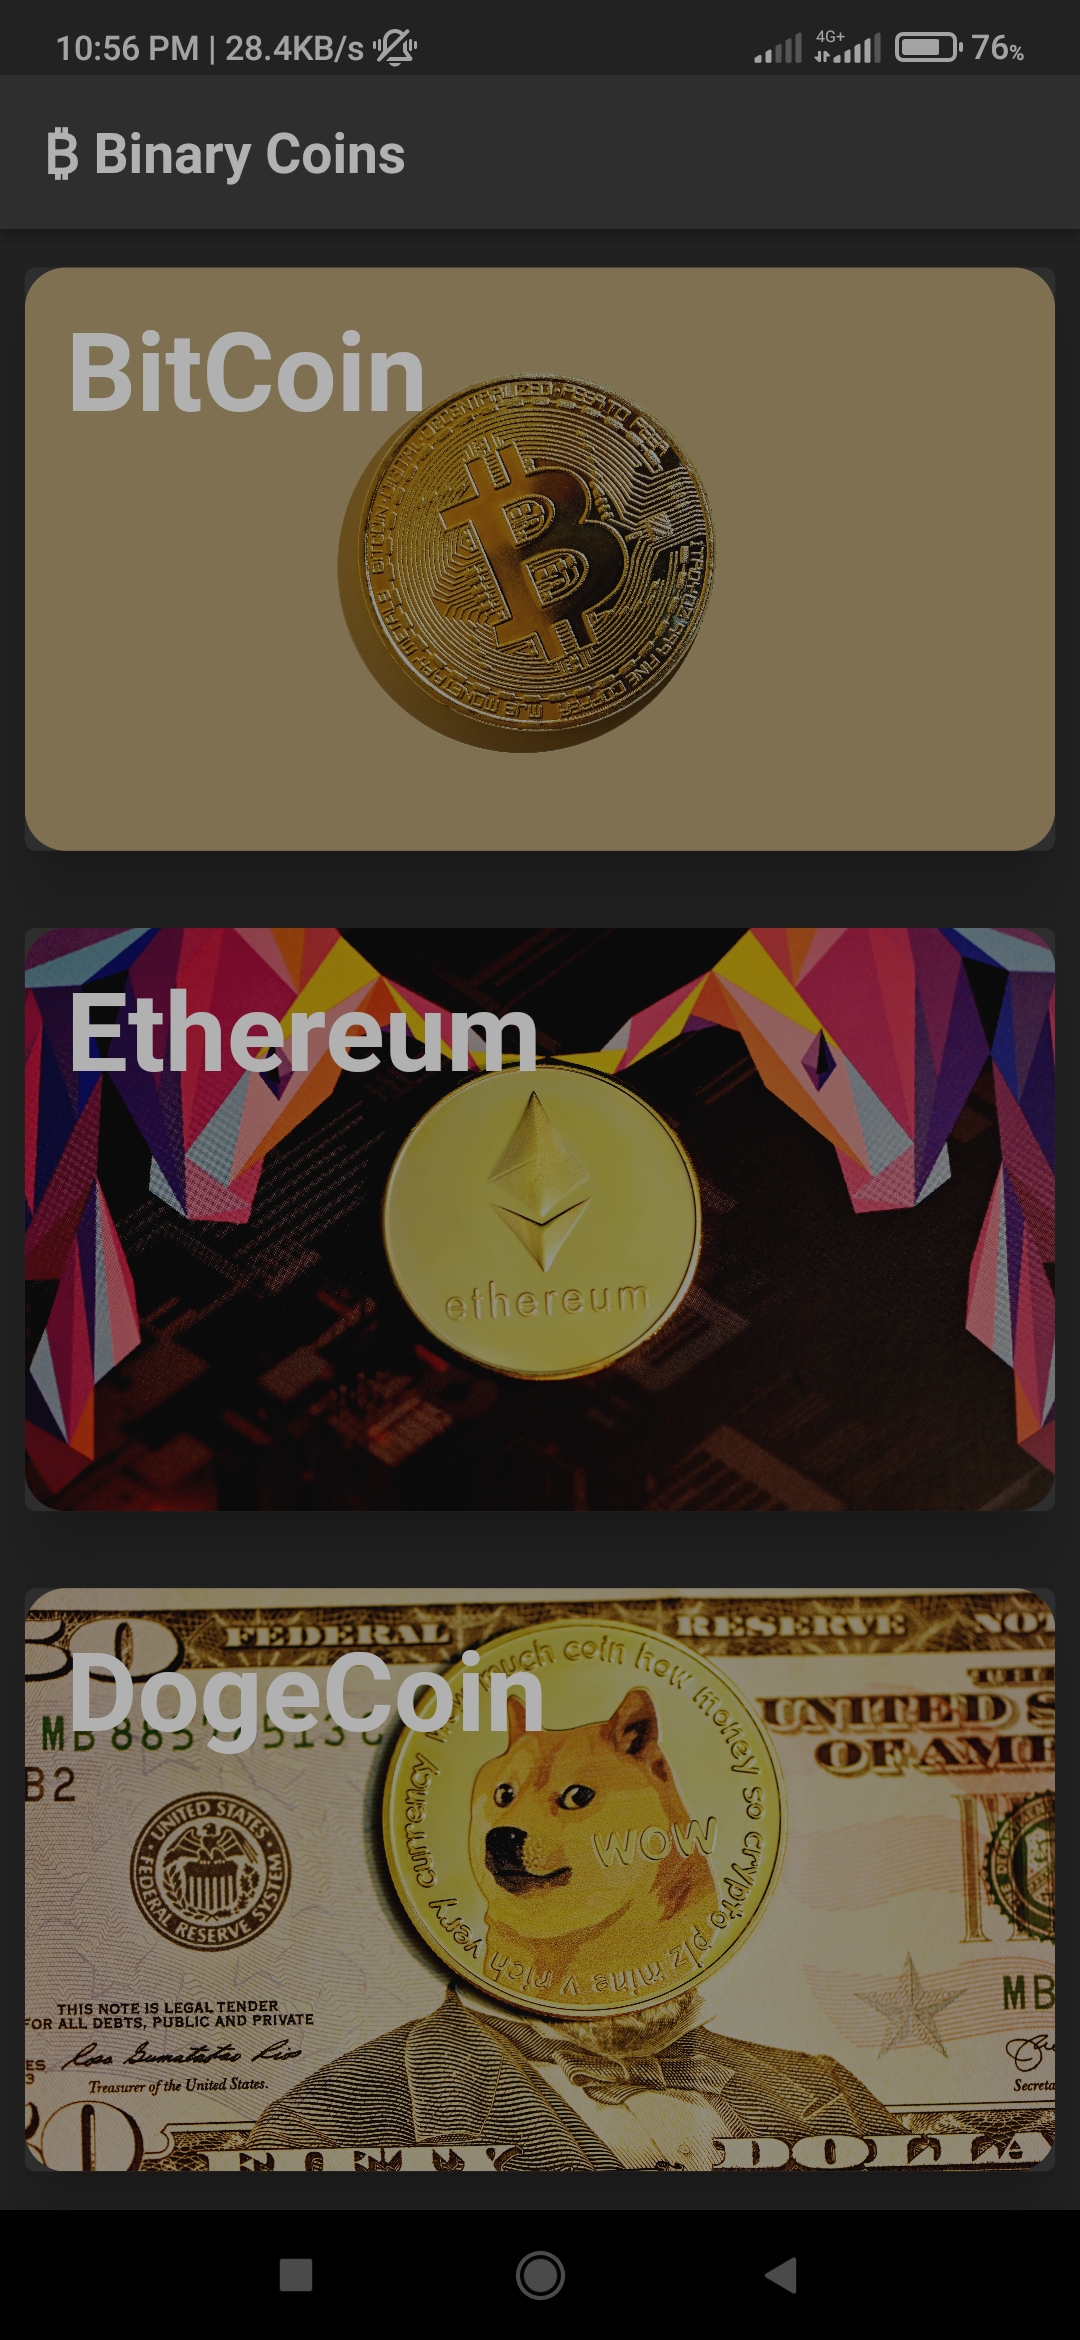 10:56 PM | 28.4KB/s
4G+
76%
₿ Binary Coins
BitCoin
Ethereum
ethereum
DogeCoin
FEDERAL RESERVE NOT
much coin how money so crypto plz mine v rich very currency
THE
UNITED S
OF AME
B2
WOW
UNITED STATES
FEDERAL RESERVE SYSTEM
MB
THIS NOTE IS LEGAL TENDER
FOR ALL DEBTS, PUBLIC AND PRIVATE
Treasurer of the United States.
Secreta
FIFTY DOLLA